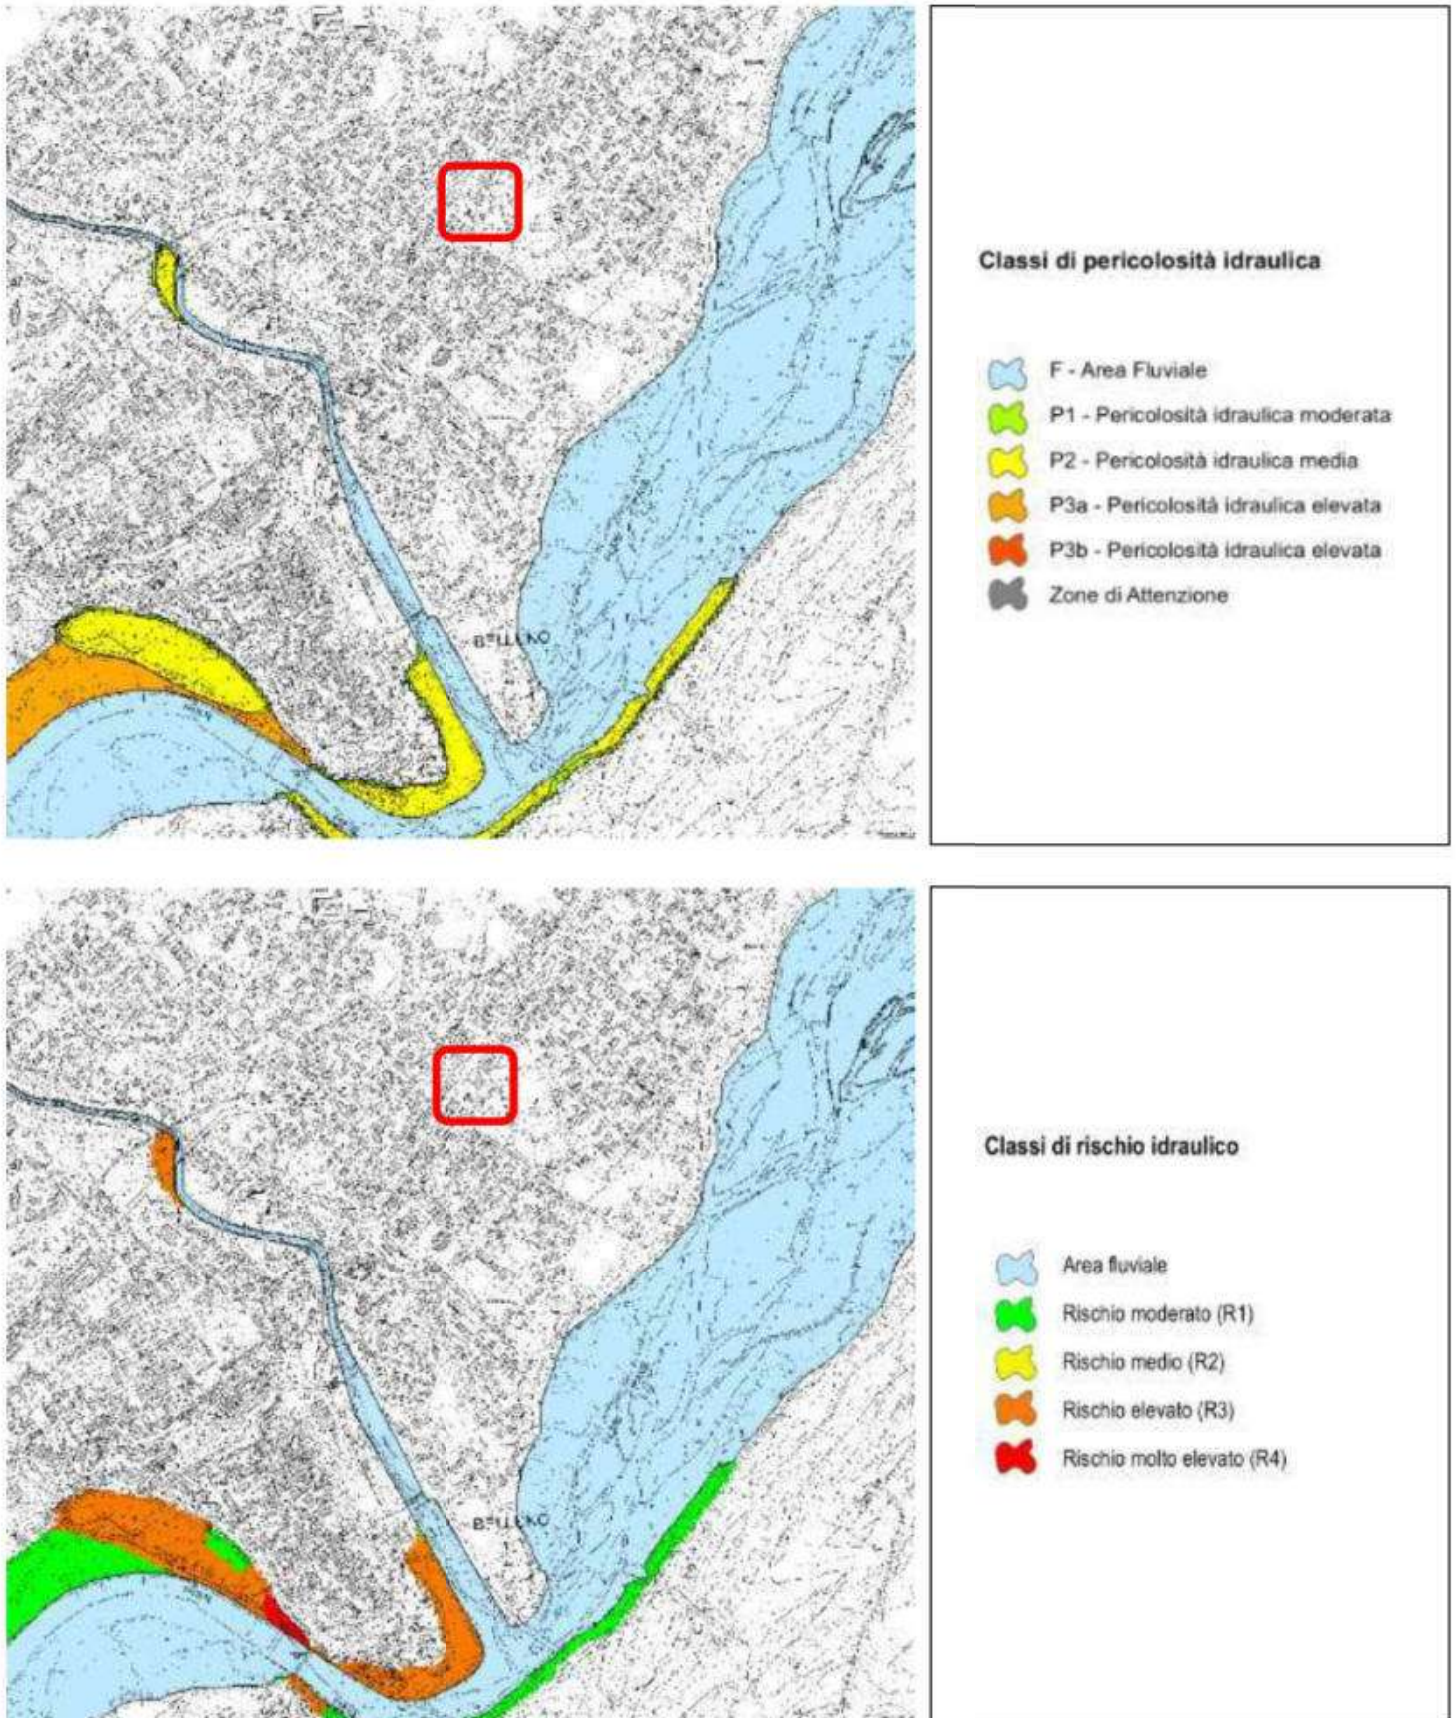 Classi di pericolosità idraulica
F - Area Fluviale
P1 - Pericolosità idraulica moderata
P2 - Pericolosità idraulica media
P3a - Pericolosità idraulica elevata
P3b - Pericolosità idraulica elevata
Zone di Attenzione
Classi di rischio idraulico
Area fluviale
Rischio moderato (R1)
Rischio medio (R2)
Rischio elevato (R3)
Rischio molto elevato (R4)